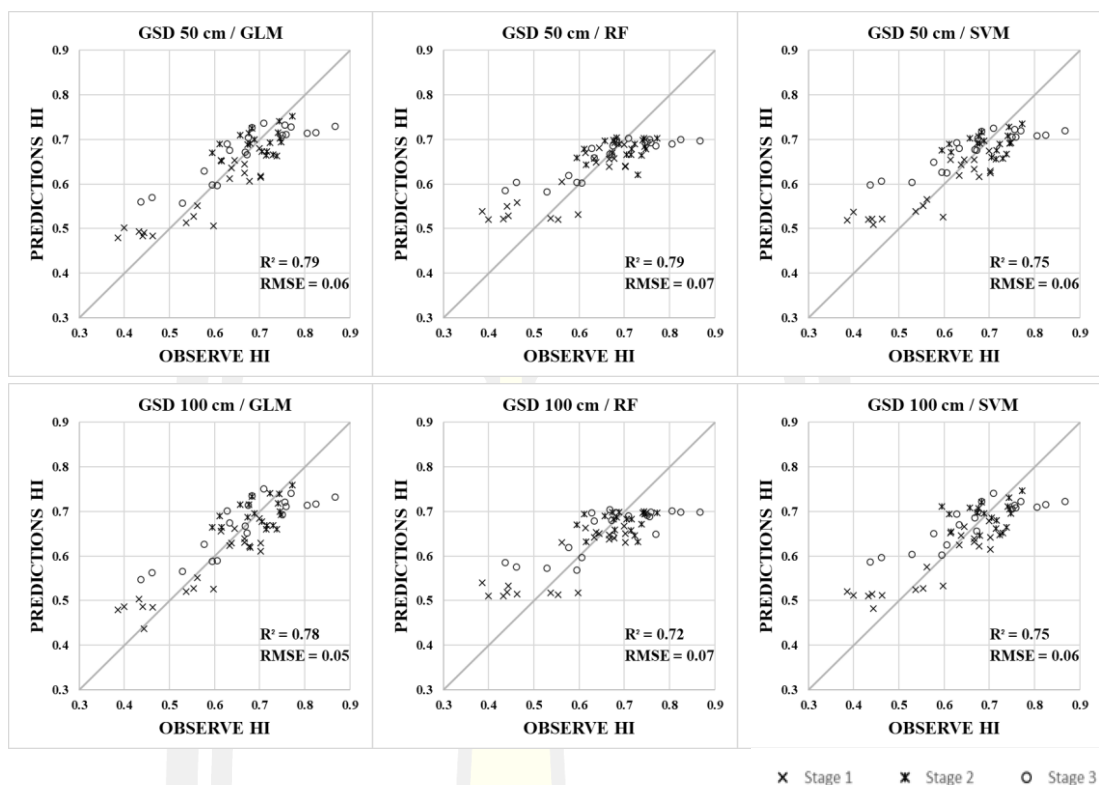 GSD 50 cm / GLM
0.9
0.8
0.7
0.6
0.5
0.4
0.3
PREDICTIONS HI
R² = 0.79
RMSE = 0.06
0.3 0.4 0.5 0.6 0.7 0.8 0.9
OBSERVE HI
GSD 50 cm / RF
0.9
0.8
0.7
0.6
0.5
0.4
0.3
PREDICTIONS HI
R² = 0.79
RMSE = 0.07
0.3 0.4 0.5 0.6 0.7 0.8 0.9
OBSERVE HI
GSD 50 cm / SVM
0.9
0.8
0.7
0.6
0.5
0.4
0.3
PREDICTIONS HI
R² = 0.75
RMSE = 0.06
0.3 0.4 0.5 0.6 0.7 0.8 0.9
OBSERVE HI
GSD 100 cm / GLM
0.9
0.8
0.7
0.6
0.5
0.4
0.3
PREDICTIONS HI
R² = 0.78
RMSE = 0.05
0.3 0.4 0.5 0.6 0.7 0.8 0.9
OBSERVE HI
GSD 100 cm / RF
0.9
0.8
0.7
0.6
0.5
0.4
0.3
PREDICTIONS HI
R² = 0.72
RMSE = 0.07
0.3 0.4 0.5 0.6 0.7 0.8 0.9
OBSERVE HI
GSD 100 cm / SVM
0.9
0.8
0.7
0.6
0.5
0.4
0.3
PREDICTIONS HI
R² = 0.75
RMSE = 0.06
0.3 0.4 0.5 0.6 0.7 0.8 0.9
OBSERVE HI
Stage 1 Stage 2 Stage 3